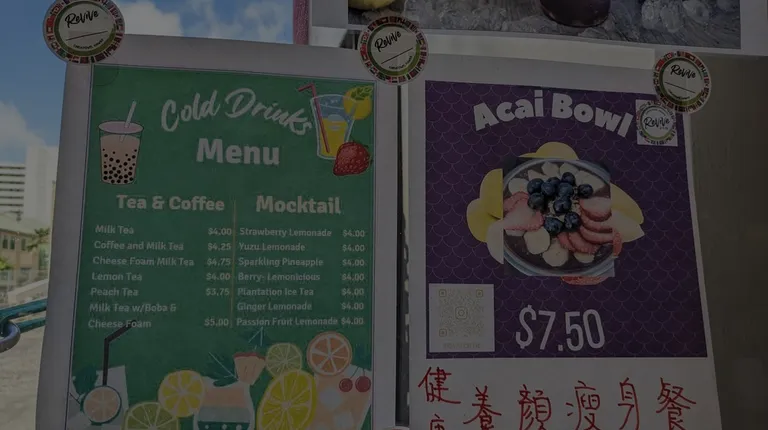 Revive
Revive
Revive
Cold Drinks
Menu
Tea & Coffee
Milk Tea $4.00
Coffee and Milk Tea $4.25
Cheese Foam Milk Tea $4.75
Lemon Tea $4.00
Peach Tea $3.75
Milk Tea w/Boba &
Cheese Foam $5.00
Mocktail
Strawberry Lemonade $4.00
Yuzu Lemonade $4.00
Sparkling Pineapple $4.00
Berry- Lemonicious $4.00
Plantation Ice Tea $4.00
Ginger Lemonade $4.00
Passion Fruit Lemonade $4.00
Acai Bowl
Revive
$7.50
健
養顏瘦身餐